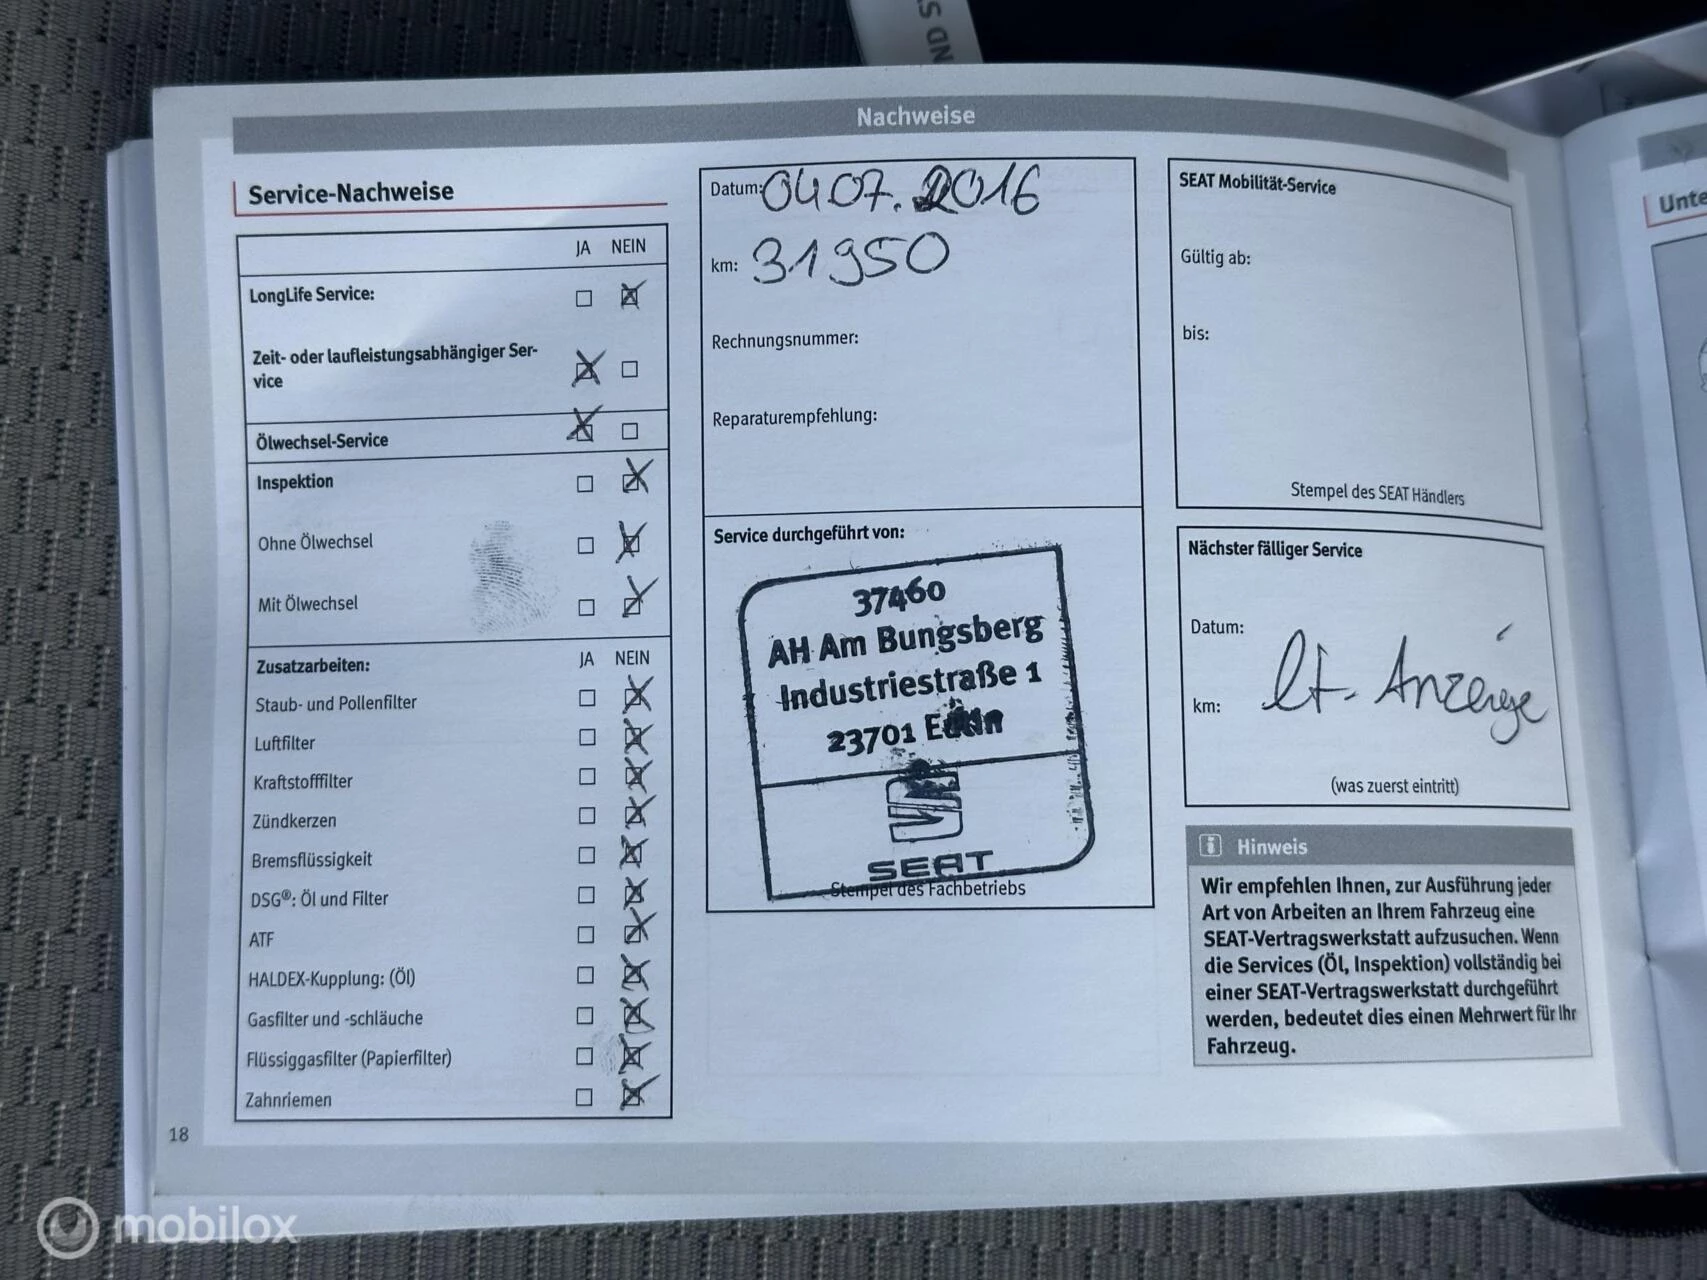 Nachweise
Service-Nachweise
JA NEIN
LongLife Service:
Zeit- oder laufleistungsabhängiger Ser-
vice
Ölwechsel-Service
Inspektion
Ohne Ölwechsel
Mit Ölwechsel
Zusatzarbeiten: JA NEIN
Staub- und Pollenfilter
Luftfilter
Kraftstofffilter
Zündkerzen
Bremsflüssigkeit
DSG®: Öl und Filter
ATF
HALDEX-Kupplung: (Öl)
Gasfilter und -schläuche
Flüssiggasfilter (Papierfilter)
Zahnriemen
18
Datum: 04.07.2016
km: 31950
Rechnungsnummer:
Reparaturempfehlung:
Service durchgeführt von:
37460
AH Am Bungsberg
Industriestraße 1
23701 Eutin
SEAT
Stempel des Fachbetriebs
SEAT Mobilität-Service
Gültig ab:
bis:
Stempel des SEAT Händlers
Nächster fälliger Service
Datum:
km: lt. Anzeige
(was zuerst eintritt)
Hinweis
Wir empfehlen Ihnen, zur Ausführung jeder
Art von Arbeiten an Ihrem Fahrzeug eine
SEAT-Vertragswerkstatt aufzusuchen. Wenn
die Services (Öl, Inspektion) vollständig bei
einer SEAT-Vertragswerkstatt durchgeführt
werden, bedeutet dies einen Mehrwert für Ihr
Fahrzeug.
Unte
mobilox